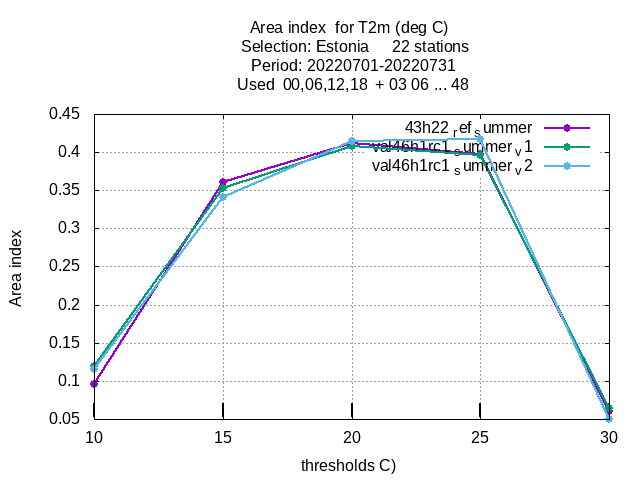 Area index  for T2m (deg C)
Selection: Estonia     22 stations
Period: 20220701-20220731
Used  00,06,12,18  + 03 06 ... 48
0.45
0.4
0.35
0.3
0.25
0.2
0.15
0.1
0.05
Area index
43h22 ref summer
val46h1rc1 summer v1
val46h1rc1 summer v2
10 15 20 25 30
thresholds C)